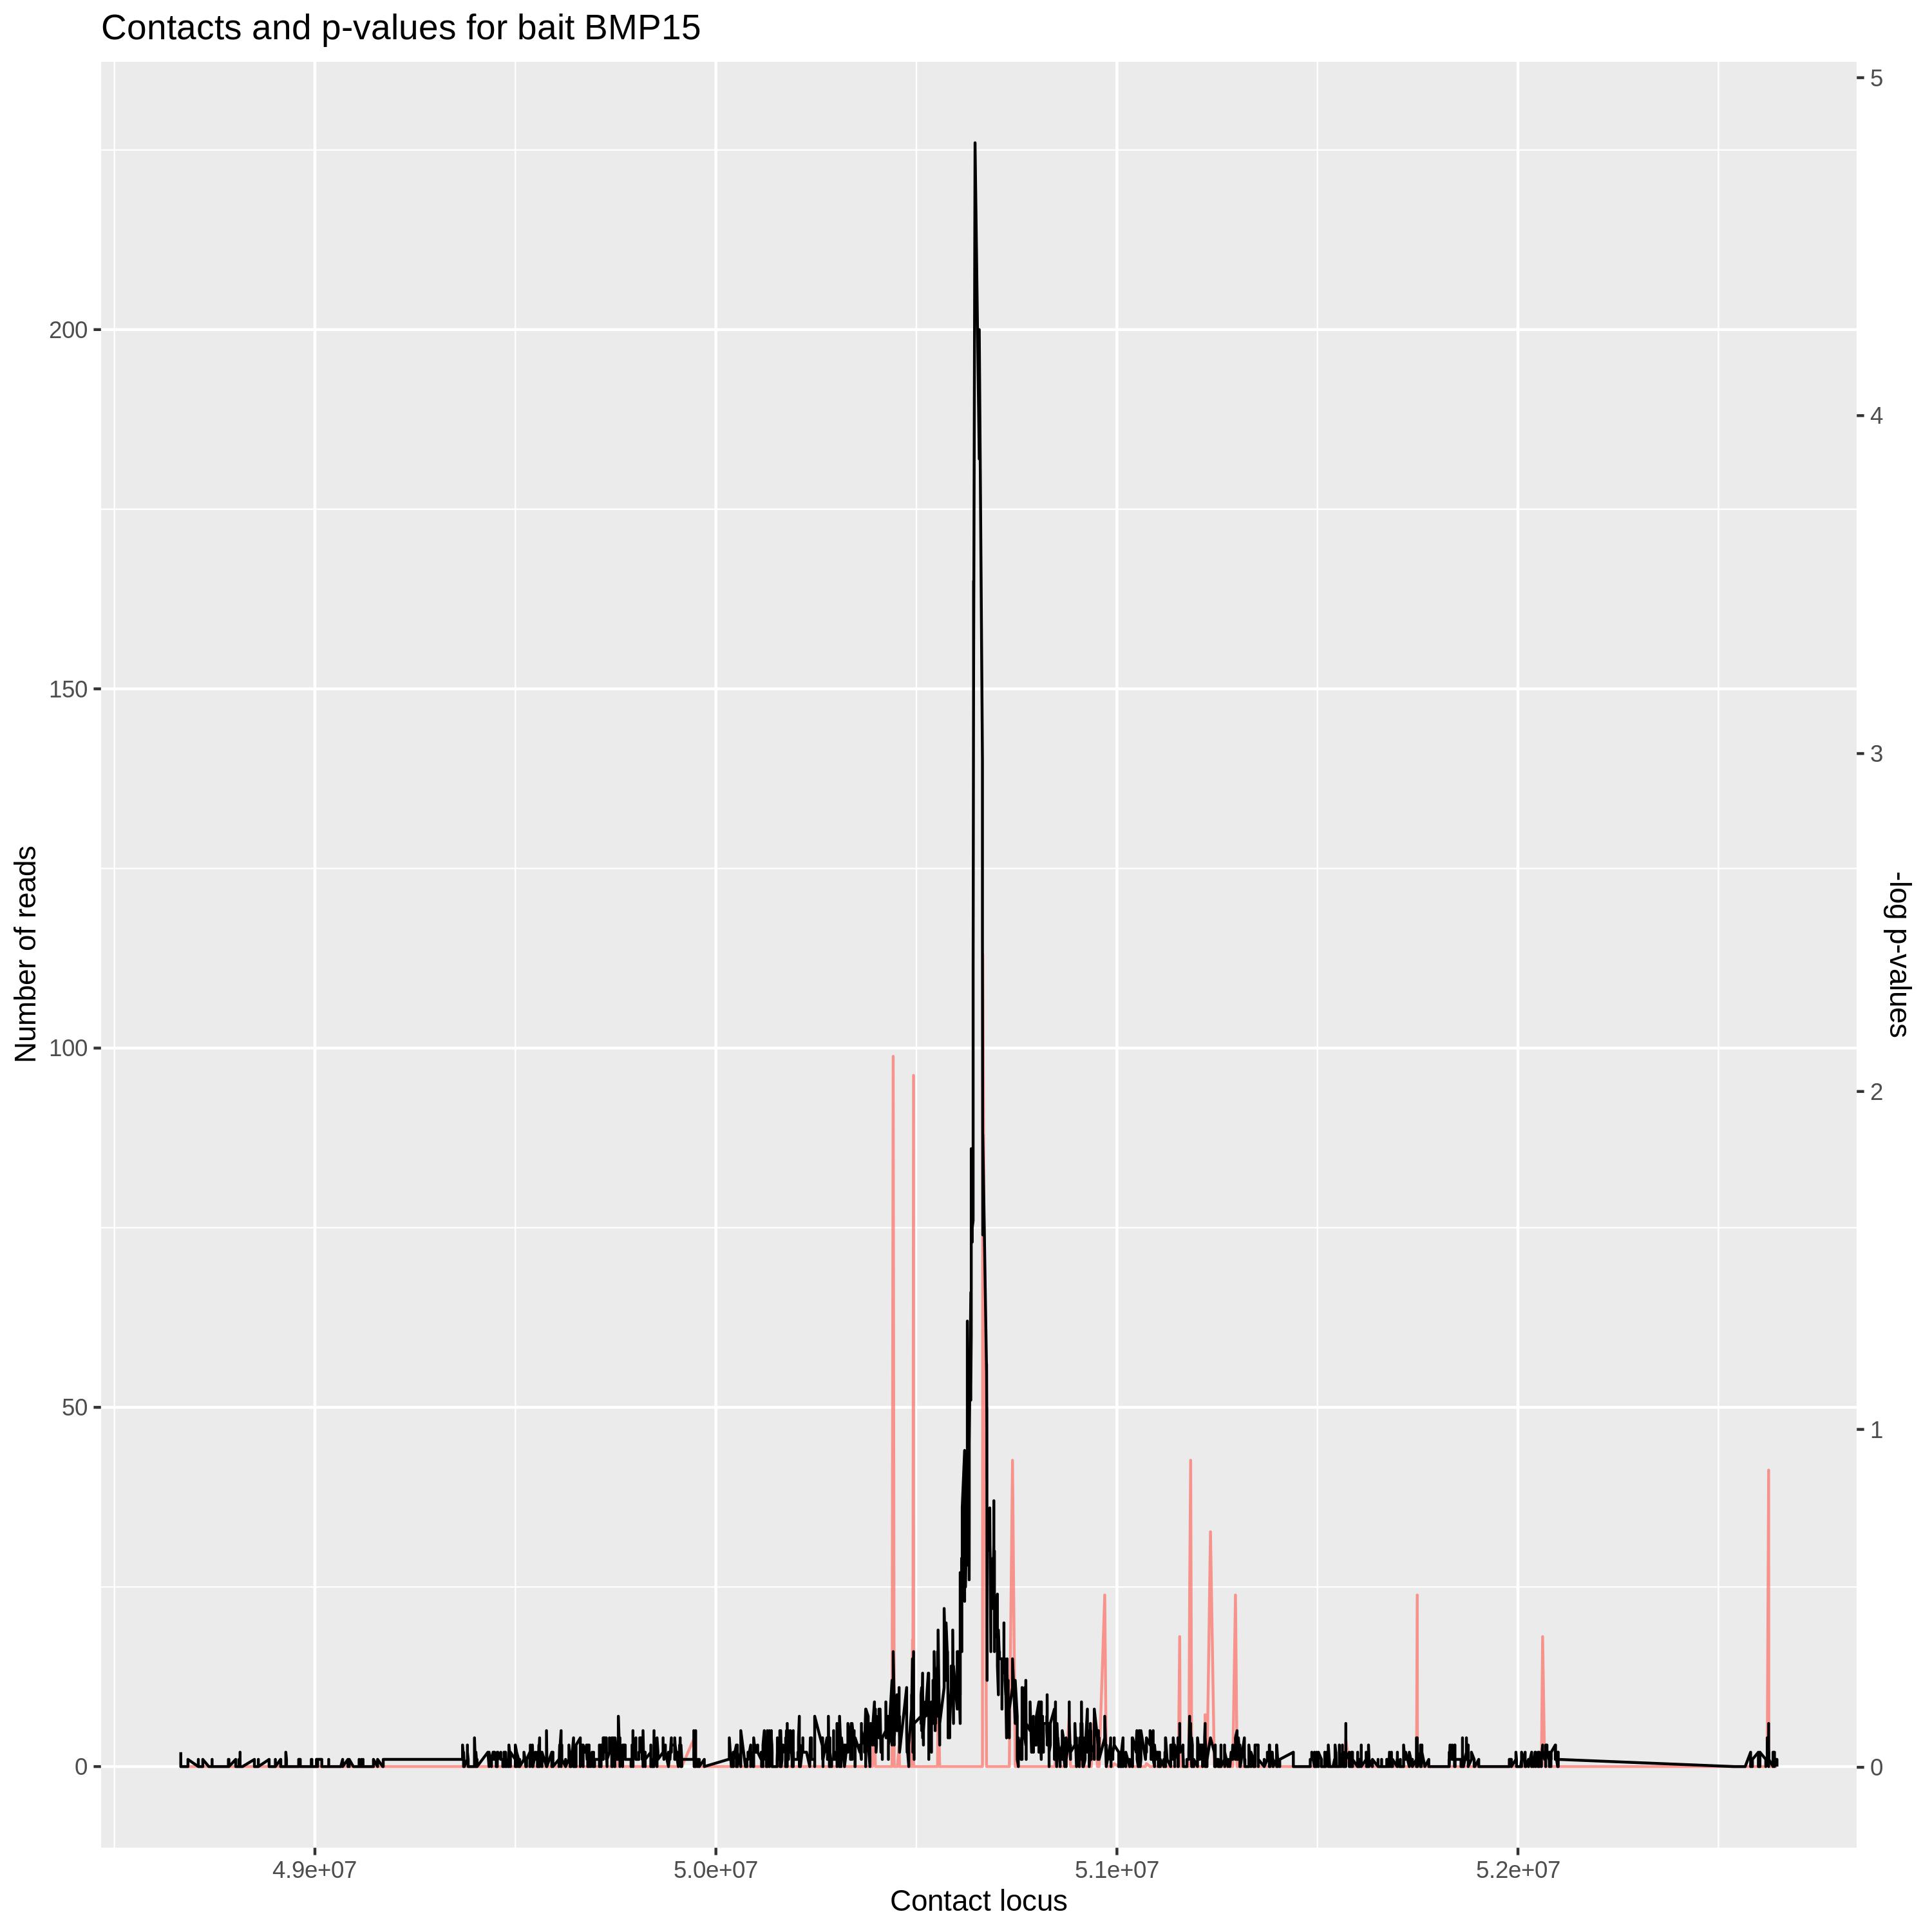 Contacts and p-values for bait BMP15
Number of reads
200
150
100
50
0
5
4
3
2
1
0
-log p-values
4.9e+07 5.0e+07 5.1e+07 5.2e+07
Contact locus